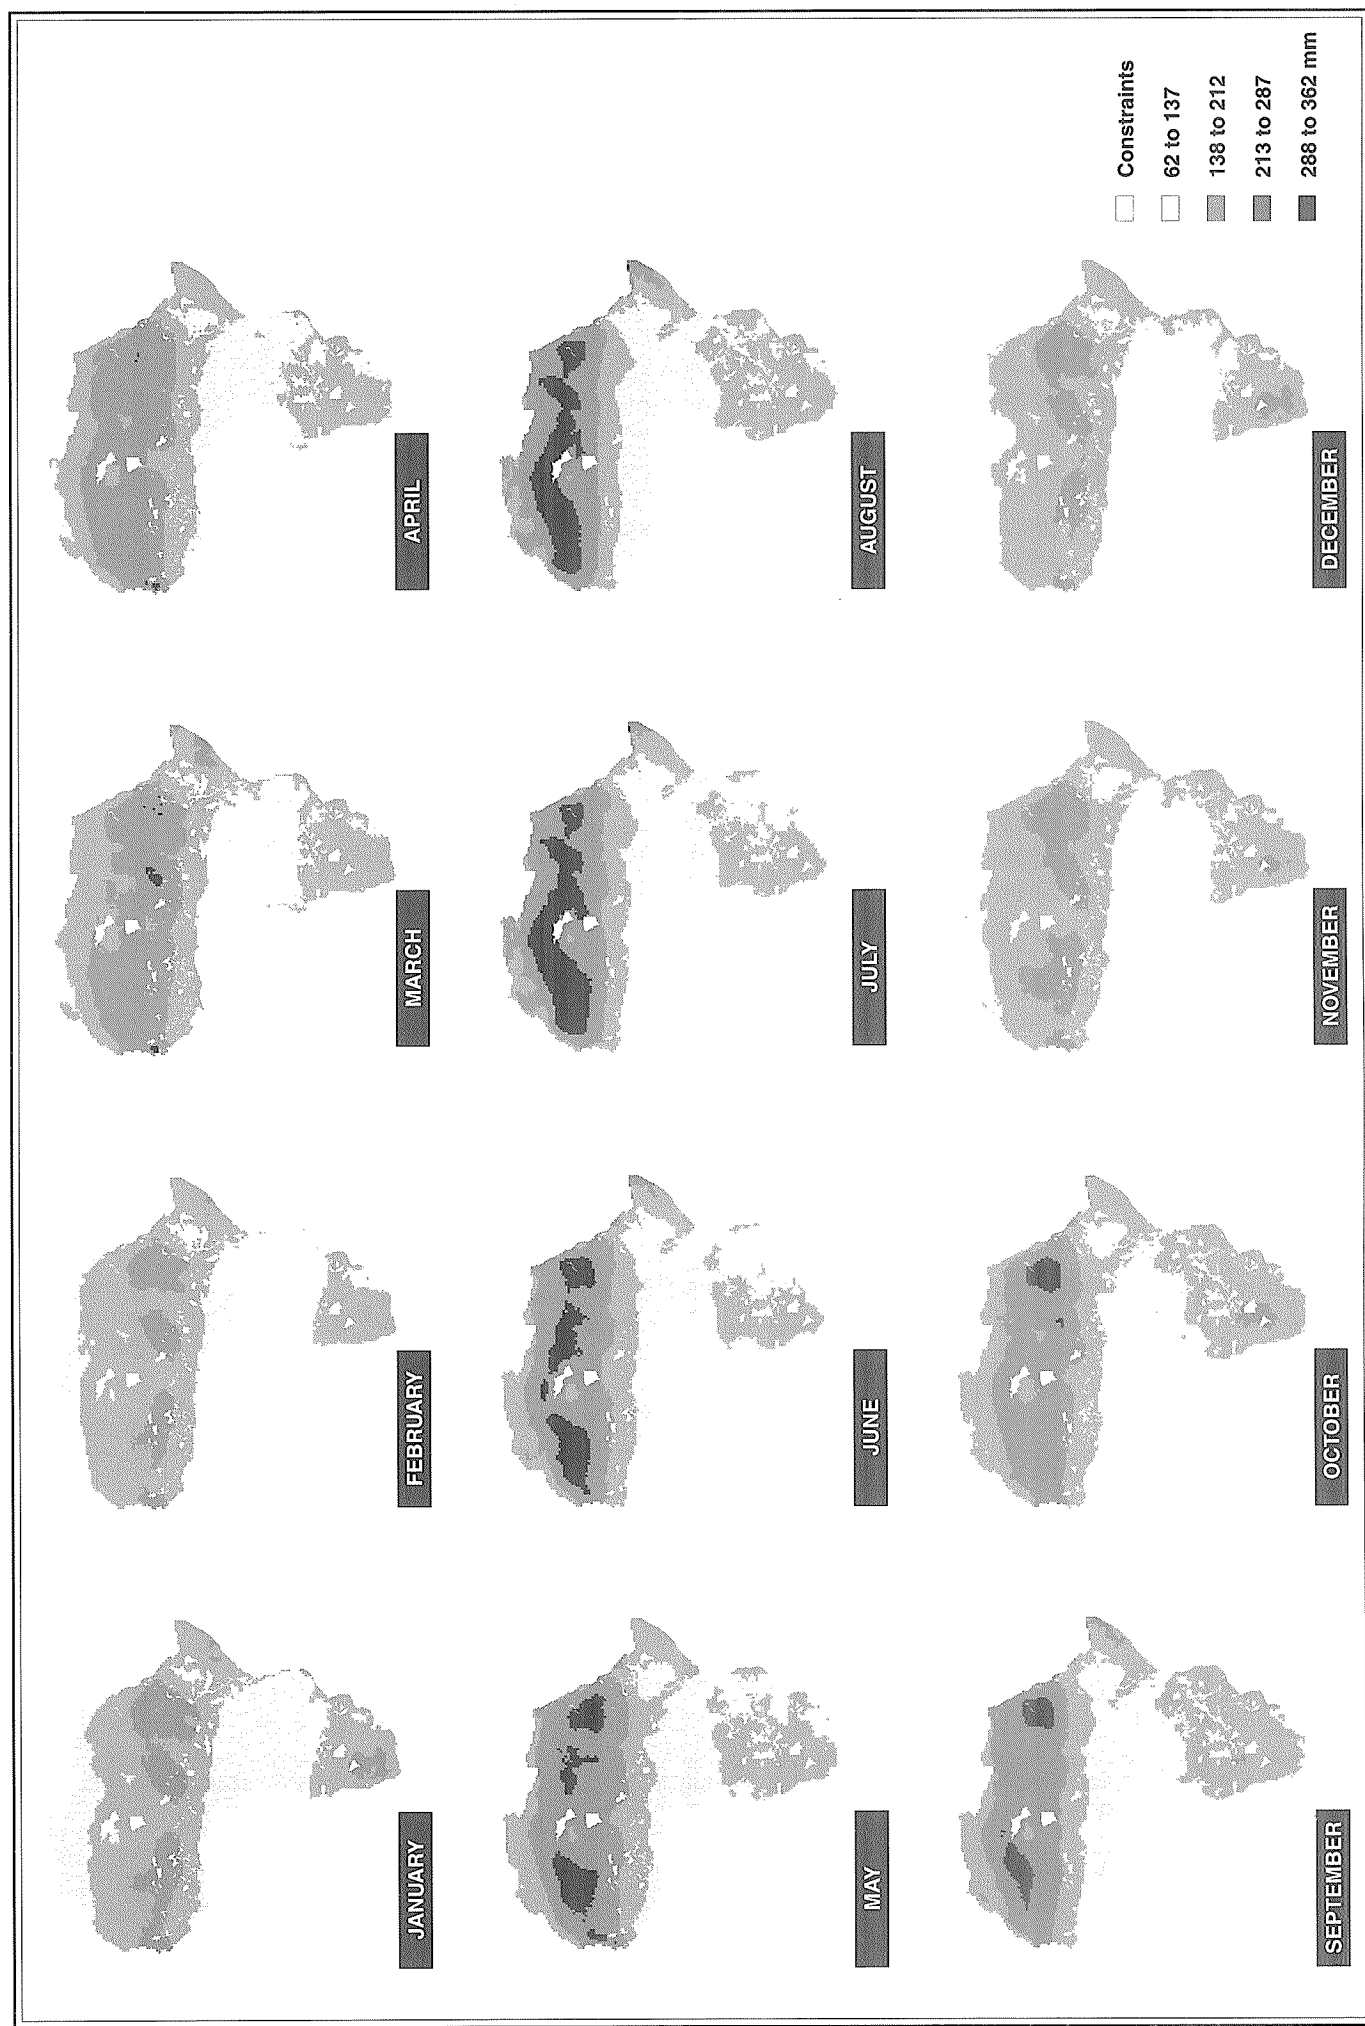 JANUARY
FEBRUARY
MARCH
APRIL
MAY
JUNE
JULY
AUGUST
SEPTEMBER
OCTOBER
NOVEMBER
DECEMBER
Constraints
62 to 137
138 to 212
213 to 287
288 to 362 mm